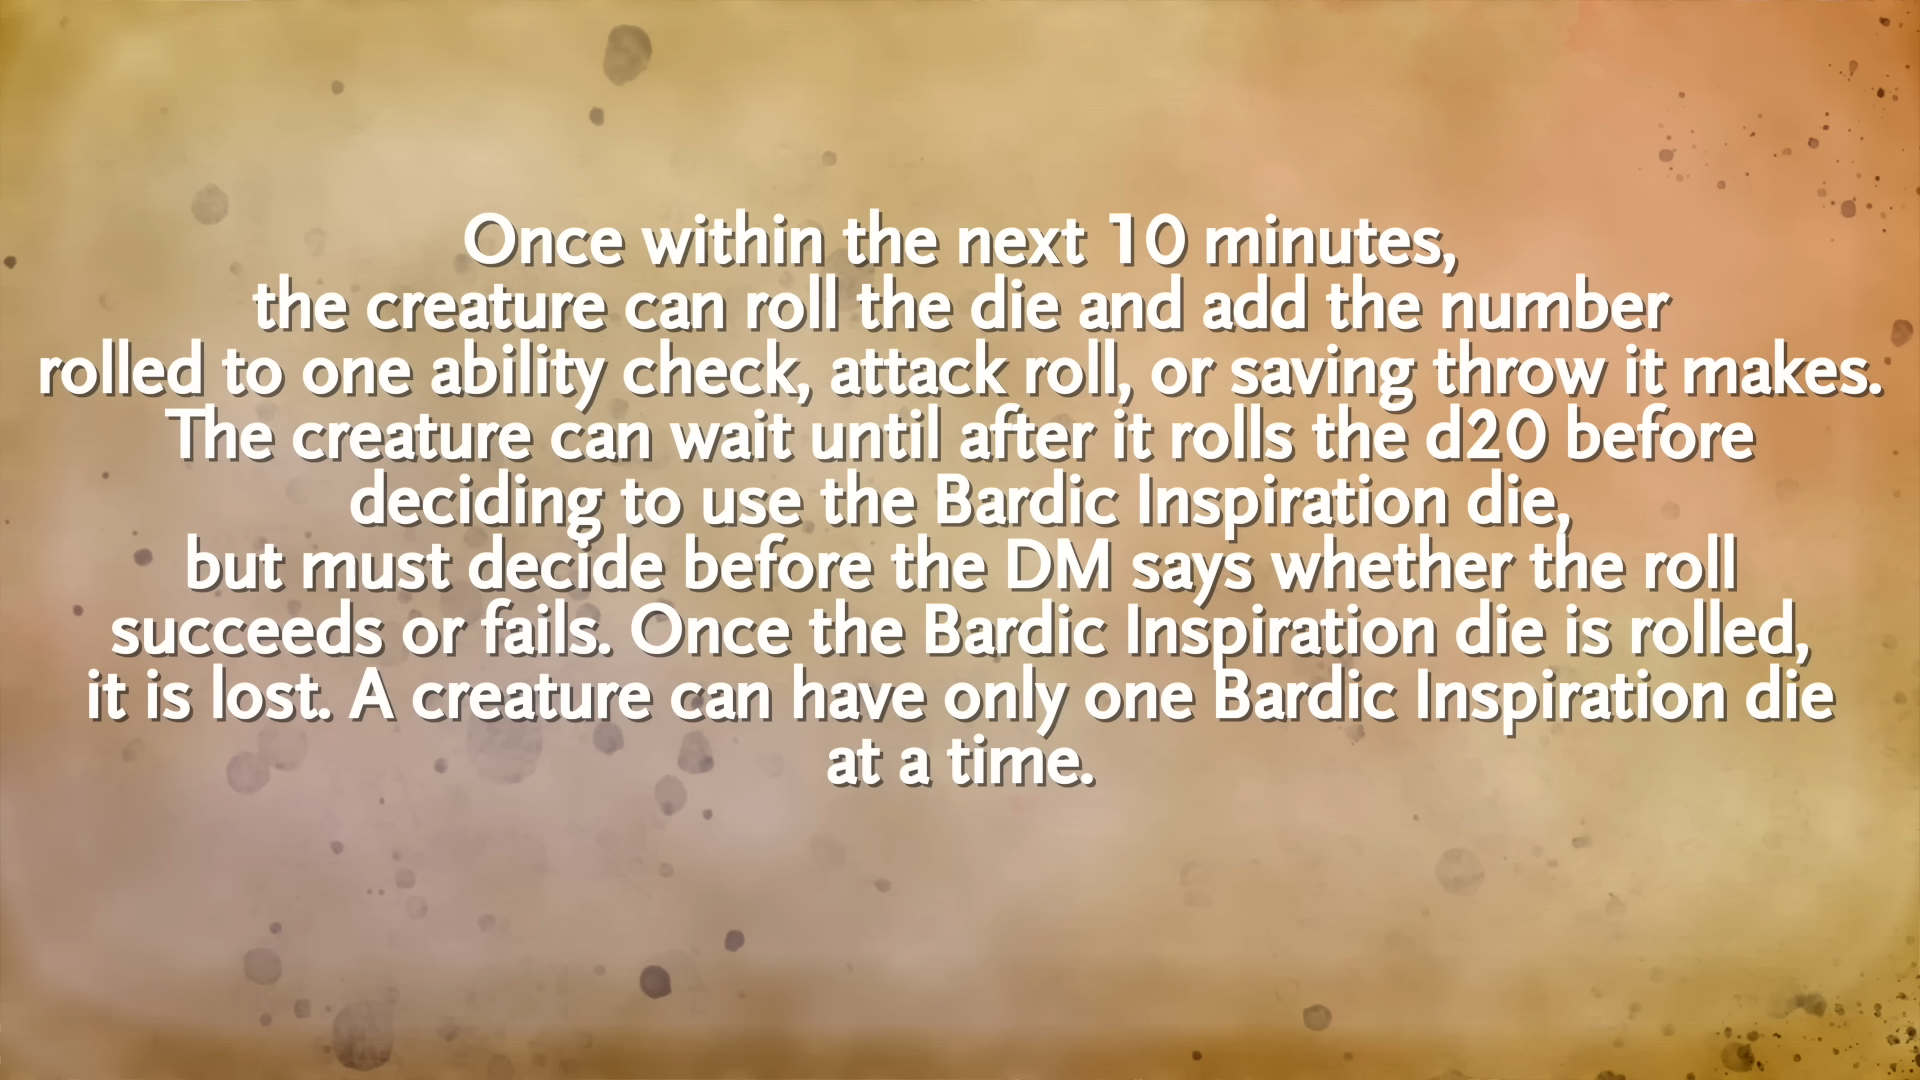 Once within the next 10 minutes,
the creature can roll the die and add the number
rolled to one ability check, attack roll, or saving throw it makes.
The creature can wait until after it rolls the d20 before
deciding to use the Bardic Inspiration die,
but must decide before the DM says whether the roll
succeeds or fails. Once the Bardic Inspiration die is rolled,
it is lost. A creature can have only one Bardic Inspiration die
at a time.